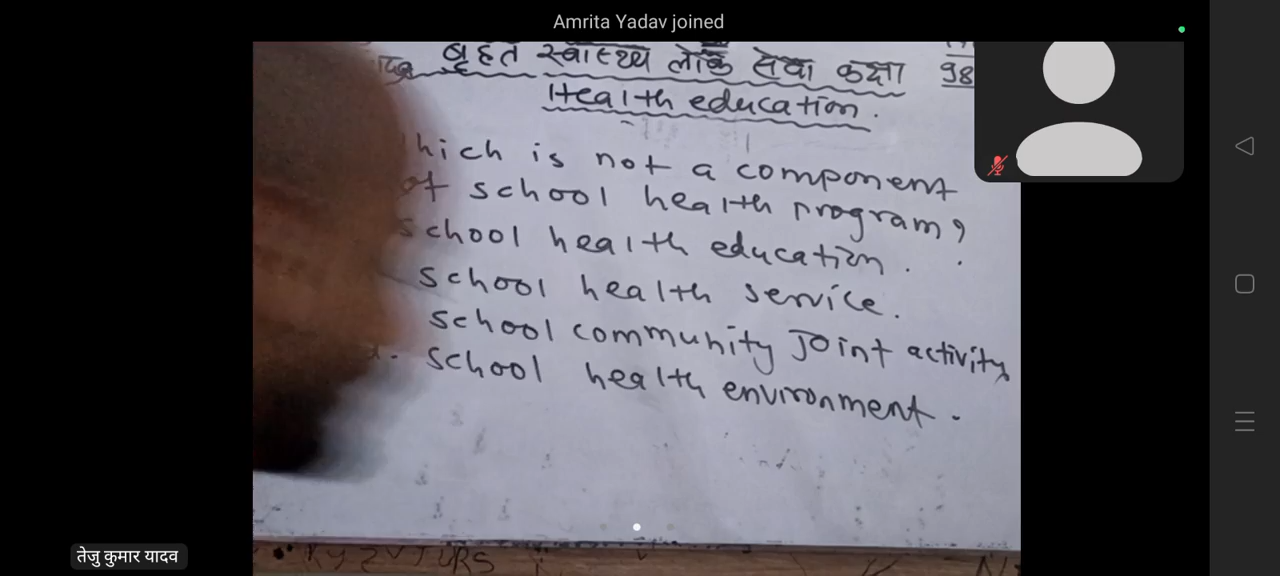 Amrita Yadav joined
बृहत स्वास्थ्य लोक सेवा कक्षा 98
Health education.
hich is not a component
of school health program?
school health education.
school health service.
school community joint activity
d. school health environment.
तेजु कुमार यादव